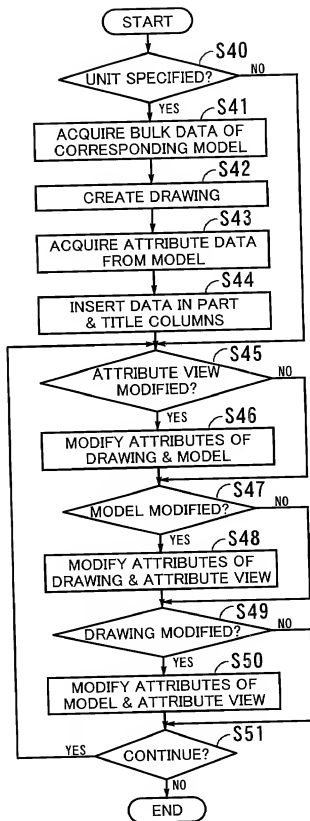 START
S40
UNIT SPECIFIED?
NO
YES
S41
ACQUIRE BULK DATA OF
CORRESPONDING MODEL
S42
CREATE DRAWING
S43
ACQUIRE ATTRIBUTE DATA
FROM MODEL
S44
INSERT DATA IN PART
& TITLE COLUMNS
S45
ATTRIBUTE VIEW
MODIFIED?
NO
YES
S46
MODIFY ATTRIBUTES OF
DRAWING & MODEL
S47
MODEL MODIFIED?
NO
YES
S48
MODIFY ATTRIBUTES OF
DRAWING & ATTRIBUTE VIEW
S49
DRAWING MODIFIED?
NO
YES
S50
MODIFY ATTRIBUTES OF
MODEL & ATTRIBUTE VIEW
S51
YES
CONTINUE?
NO
END